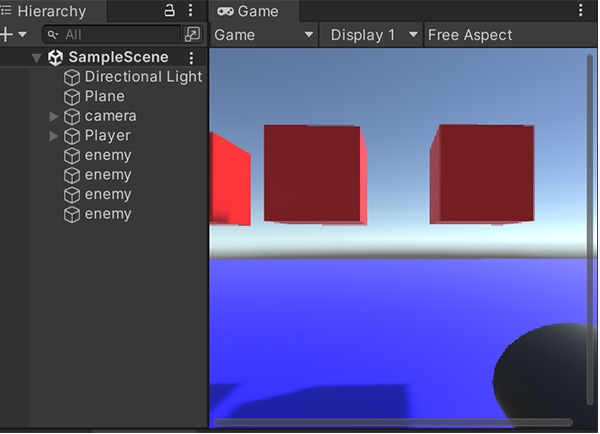 Hierarchy
All
SampleScene
Directional Light
Plane
camera
Player
enemy
enemy
enemy
enemy
Game
Game Display 1 Free Aspect